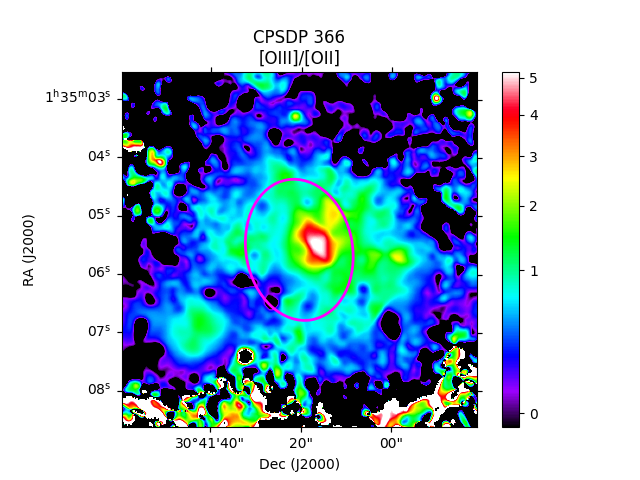 CPSDP 366
[OIII]/[OII]
1ʰ35ᵐ03ˢ
04ˢ
05ˢ
06ˢ
07ˢ
08ˢ
RA (J2000)
30°41'40"
20"
00"
Dec (J2000)
5
4
3
2
1
0